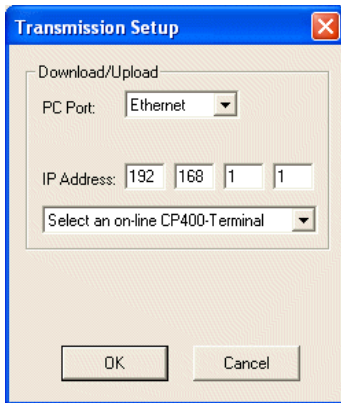 Transmission Setup
Download/Upload
PC Port: Ethernet
IP Address: 192 168 1 1
Select an on-line CP400-Terminal
OK Cancel